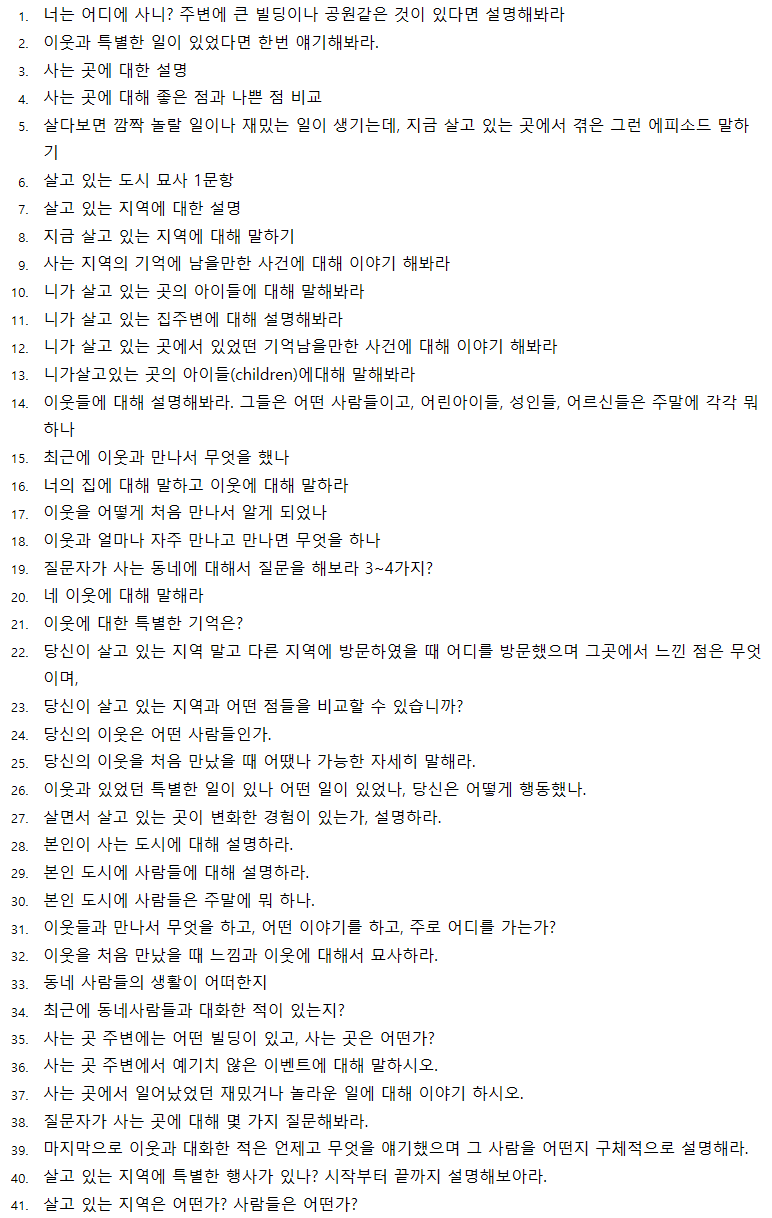 1. 너는 어디에 사니? 주변에 큰 빌딩이나 공원같은 것이 있다면 설명해봐라
2. 이웃과 특별한 일이 있었다면 한번 얘기해봐라.
3. 사는 곳에 대한 설명
4. 사는 곳에 대해 좋은 점과 나쁜 점 비교
5. 살다보면 깜짝 놀랄 일이나 재밌는 일이 생기는데, 지금 살고 있는 곳에서 겪은 그런 에피소드 말하
기
6. 살고 있는 도시 묘사 1문항
7. 살고 있는 지역에 대한 설명
8. 지금 살고 있는 지역에 대해 말하기
9. 사는 지역의 기억에 남을만한 사건에 대해 이야기 해봐라
10. 니가 살고 있는 곳의 아이들에 대해 말해봐라
11. 니가 살고 있는 집주변에 대해 설명해봐라
12. 니가 살고 있는 곳에서 있었던 기억남을만한 사건에 대해 이야기 해봐라
13. 니가살고있는 곳의 아이들(children)에대해 말해봐라
14. 이웃들에 대해 설명해봐라. 그들은 어떤 사람들이고, 어린아이들, 성인들, 어르신들은 주말에 각각 뭐
하나
15. 최근에 이웃과 만나서 무엇을 했나
16. 너의 집에 대해 말하고 이웃에 대해 말하라
17. 이웃을 어떻게 처음 만나서 알게 되었나
18. 이웃과 얼마나 자주 만나고 만나면 무엇을 하나
19. 질문자가 사는 동네에 대해서 질문을 해보라 3~4가지?
20. 네 이웃에 대해 말해라
21. 이웃에 대한 특별한 기억은?
22. 당신이 살고 있는 지역 말고 다른 지역에 방문하였을 때 어디를 방문했으며 그곳에서 느낀 점은 무엇
이며,
23. 당신이 살고 있는 지역과 어떤 점들을 비교할 수 있습니까?
24. 당신의 이웃은 어떤 사람들인가.
25. 당신의 이웃을 처음 만났을 때 어땠나 가능한 자세히 말해라.
26. 이웃과 있었던 특별한 일이 있나 어떤 일이 있었나, 당신은 어떻게 행동했나.
27. 살면서 살고 있는 곳이 변화한 경험이 있는가, 설명하라.
28. 본인이 사는 도시에 대해 설명하라.
29. 본인 도시에 사람들에 대해 설명하라.
30. 본인 도시에 사람들은 주말에 뭐 하나.
31. 이웃들과 만나서 무엇을 하고, 어떤 이야기를 하고, 주로 어디를 가는가?
32. 이웃을 처음 만났을 때 느낌과 이웃에 대해서 묘사하라.
33. 동네 사람들의 생활이 어떠한지
34. 최근에 동네사람들과 대화한 적이 있는지?
35. 사는 곳 주변에는 어떤 빌딩이 있고, 사는 곳은 어떤가?
36. 사는 곳 주변에서 예기치 않은 이벤트에 대해 말하시오.
37. 사는 곳에서 일어났었던 재밌거나 놀라운 일에 대해 이야기 하시오.
38. 질문자가 사는 곳에 대해 몇 가지 질문해봐라.
39. 마지막으로 이웃과 대화한 적은 언제고 무엇을 얘기했으며 그 사람을 어떤지 구체적으로 설명해라.
40. 살고 있는 지역에 특별한 행사가 있나? 시작부터 끝까지 설명해보아라.
41. 살고 있는 지역은 어떤가? 사람들은 어떤가?